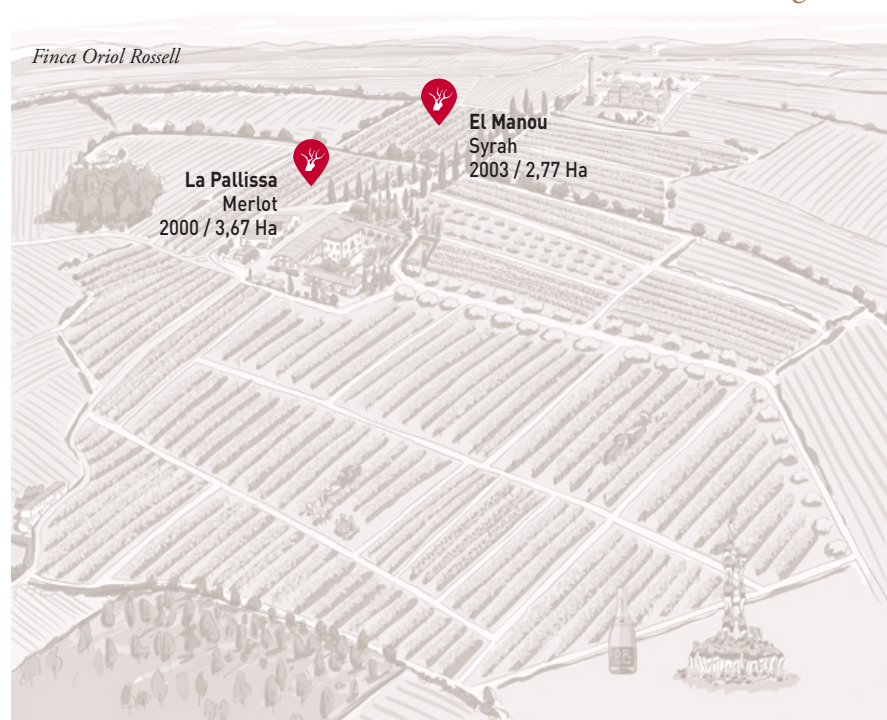 Finca Oriol Rossell
El Manou
Syrah
2003 / 2,77 Ha
La Pallissa
Merlot
2000 / 3,67 Ha